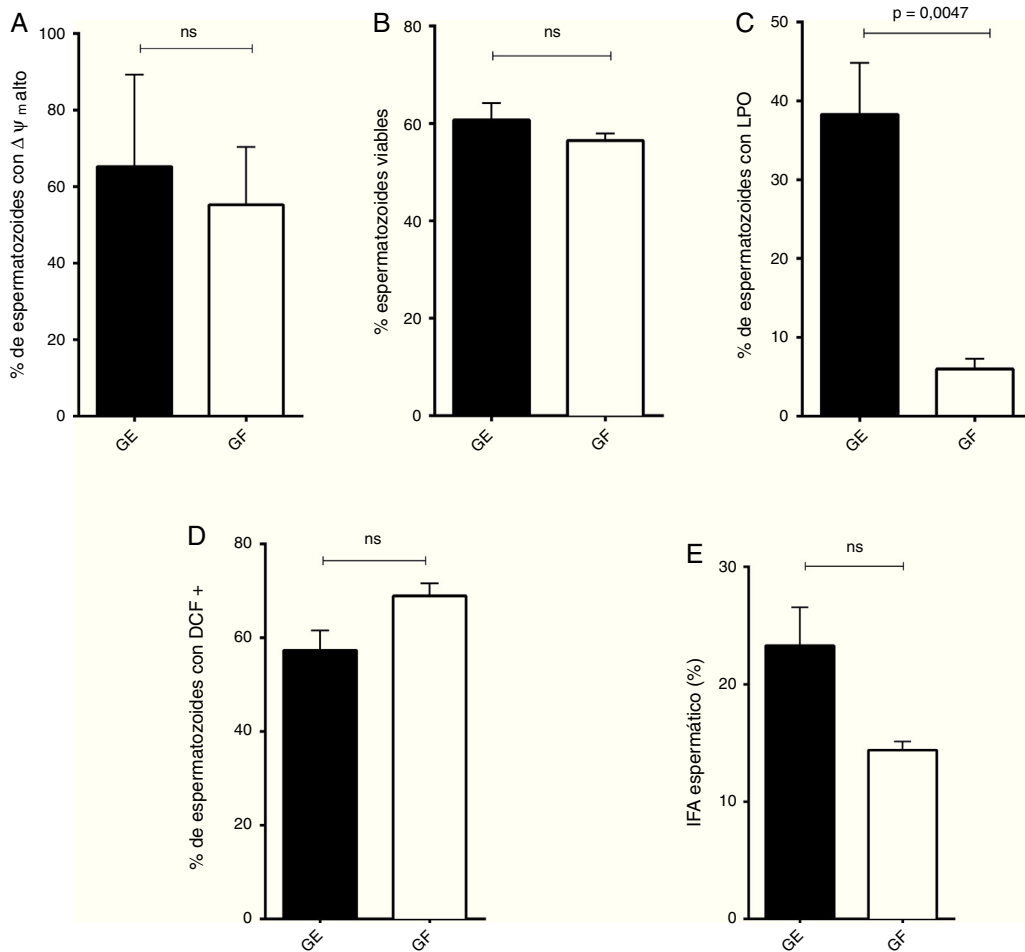 A
% de espermatozoides con Δ ψ m alto
100
80
60
40
20
0
ns
GE
GF
B
% espermatozoides viables
80
60
40
20
0
ns
GE
GF
C
% de espermatozoides con LPO
50
40
30
20
10
0
p = 0,0047
GE
GF
D
% de espermatozoides con DCF +
80
60
40
20
0
ns
GE
GF
E
IFA espermático (%)
30
20
10
0
ns
GE
GF